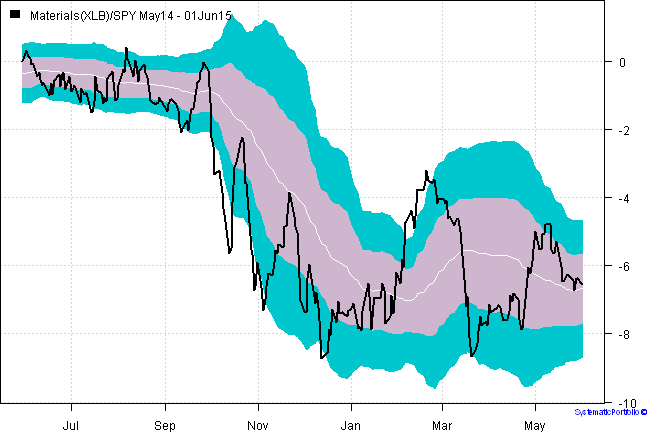 Materials(XLB)/SPY May14 - 01Jun15
0
-2
-4
-6
-8
-10
Jul Sep Nov Jan Mar May
SystematicPortfolio ©